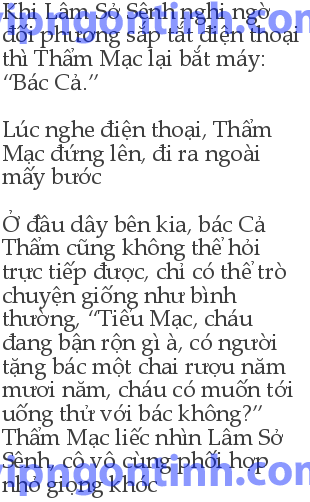 Khi Lâm Sở Sênh nghi ngờ
đối phương sắp tắt điện thoại
thì Thẩm Mạc lại bắt máy:
“Bác Cả.”
Lúc nghe điện thoại, Thẩm
Mạc đứng lên, đi ra ngoài
mấy bước
Ở đầu dây bên kia, bác Cả
Thẩm cũng không thể hỏi
trực tiếp được, chỉ có thể trò
chuyện giống như bình
thường, “Tiểu Mạc, cháu
đang bận rộn gì à, có người
tặng bác một chai rượu năm
mươi năm, cháu có muốn tới
uống thử với bác không?”
Thẩm Mạc liếc nhìn Lâm Sở
Sênh, cô vô cùng phối hợp
nhỏ giọng khóc
vipngontinh.com